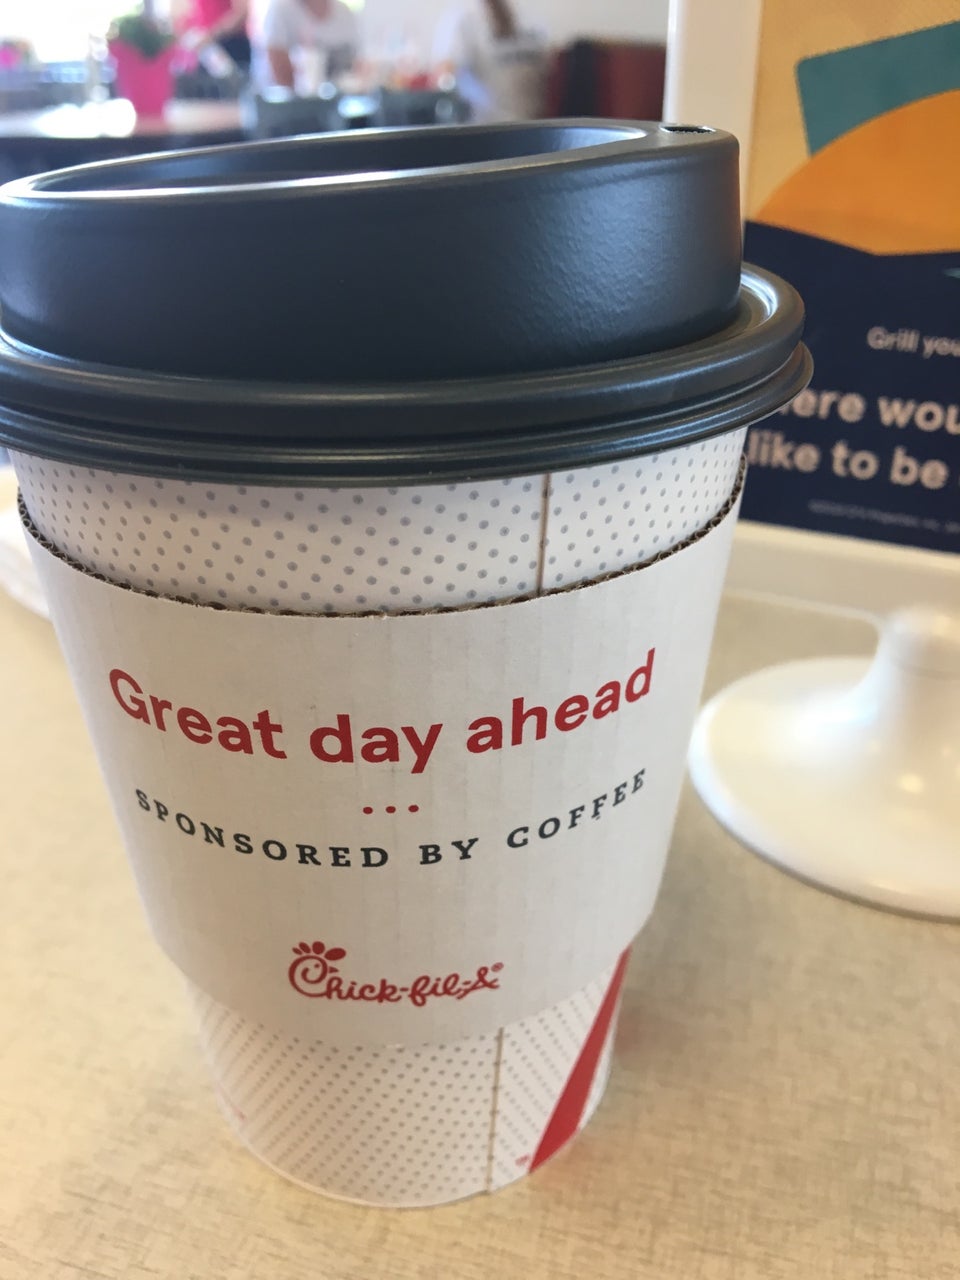 Great day ahead
SPONSORED BY COFFEE
Chick-fil-A®
Grill you
ere wou
like to be